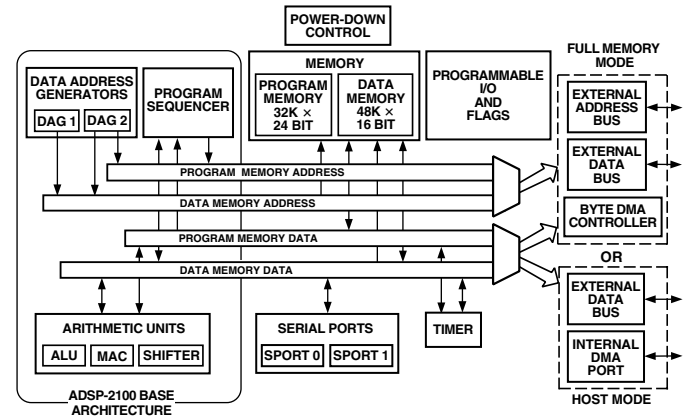 POWER-DOWN
CONTROL
DATA ADDRESS
GENERATORS
DAG 1
DAG 2
PROGRAM
SEQUENCER
MEMORY
PROGRAM
MEMORY
32K ×
24 BIT
DATA
MEMORY
48K ×
16 BIT
PROGRAMMABLE
I/O
AND
FLAGS
FULL MEMORY
MODE
EXTERNAL
ADDRESS
BUS
EXTERNAL
DATA
BUS
BYTE DMA
CONTROLLER
OR
EXTERNAL
DATA
BUS
INTERNAL
DMA
PORT
HOST MODE
PROGRAM MEMORY ADDRESS
DATA MEMORY ADDRESS
PROGRAM MEMORY DATA
DATA MEMORY DATA
ARITHMETIC UNITS
ALU
MAC
SHIFTER
SERIAL PORTS
SPORT 0
SPORT 1
TIMER
ADSP-2100 BASE
ARCHITECTURE